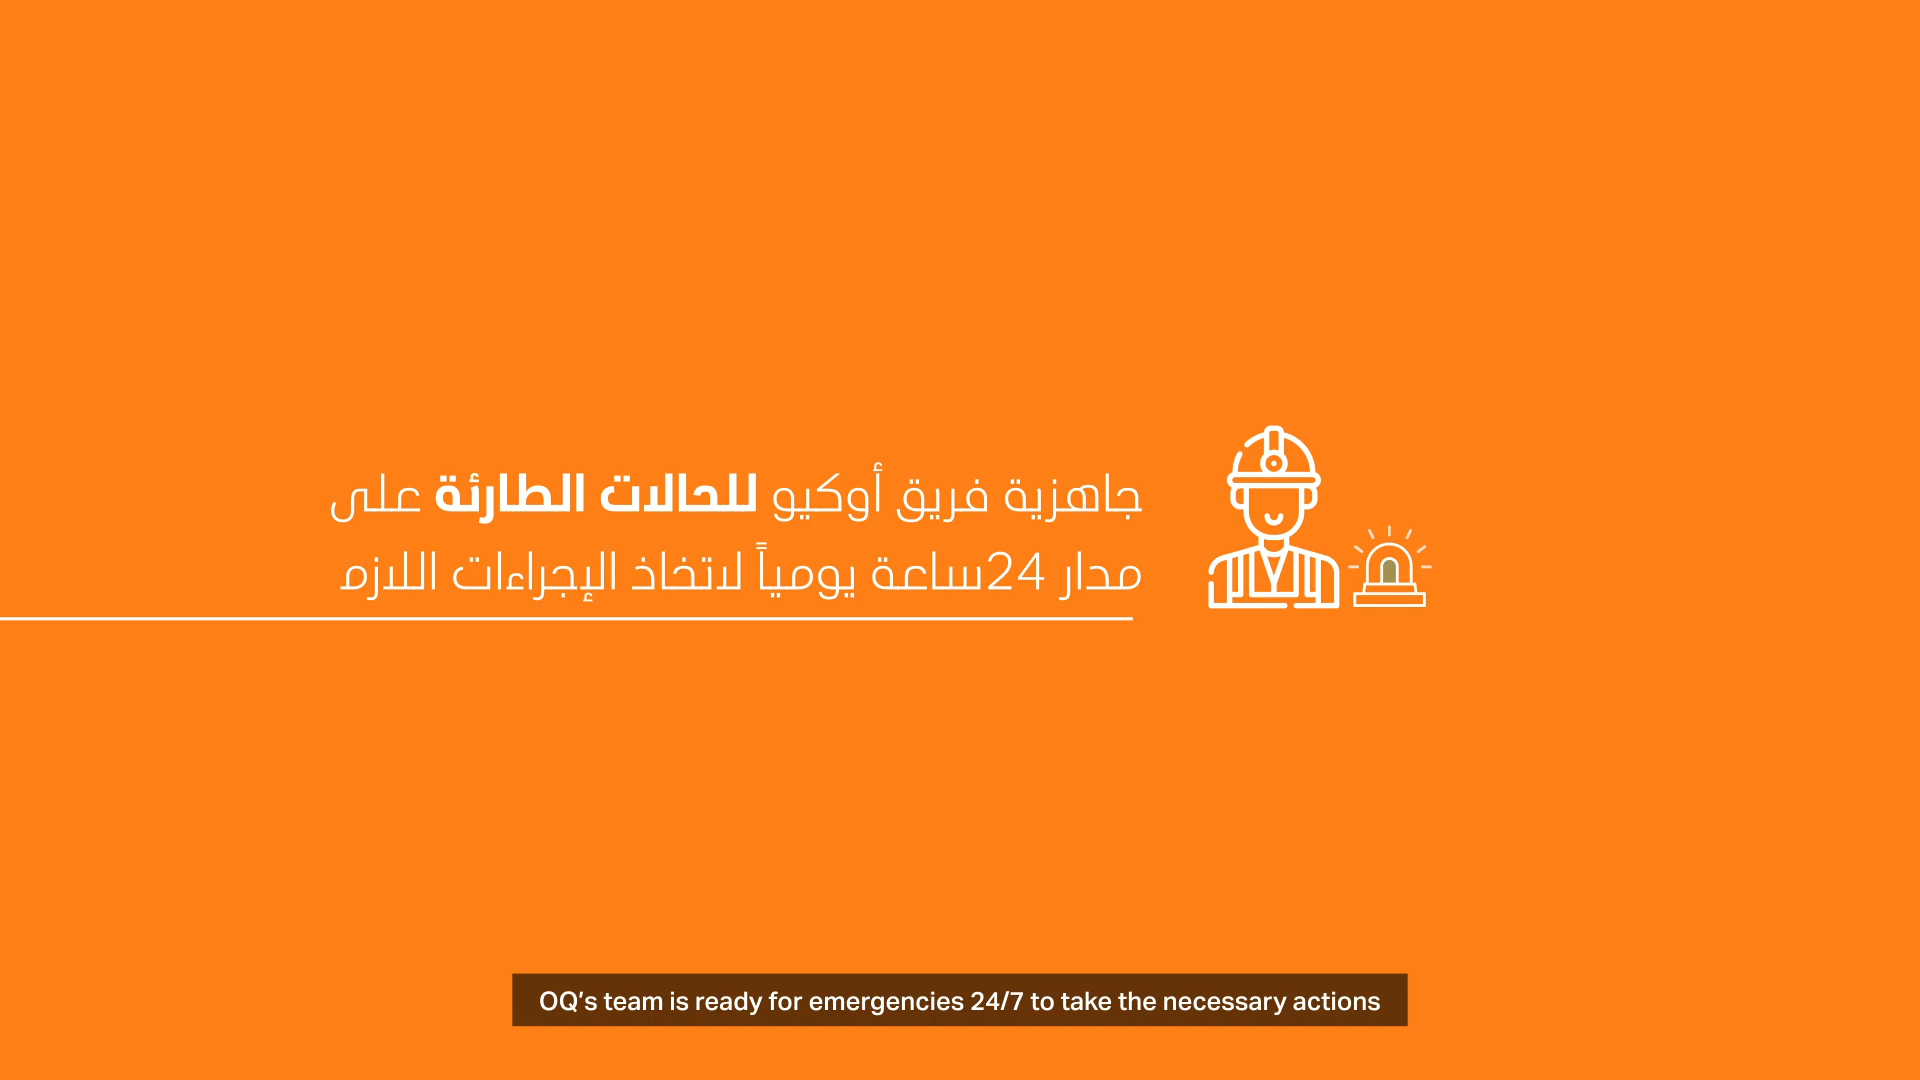 جاهزية فريق أوكيو للحالات الطارئة على
مدار 24ساعة يومياً لاتخاذ الإجراءات اللازم
OQ's team is ready for emergencies 24/7 to take the necessary actions